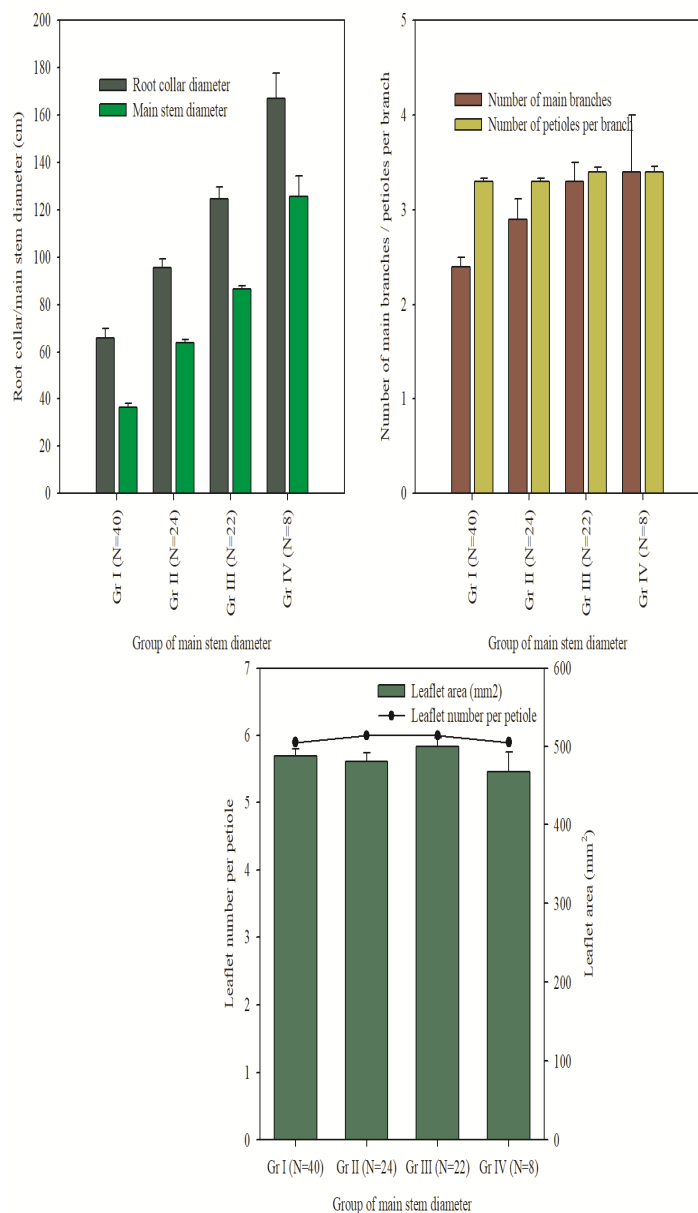 200
180
160
140
120
100
80
60
40
20
0
Root collar/main stem diameter (cm)
Root collar diameter
Main stem diameter
Gr I (N=40)
Gr II (N=24)
Gr III (N=22)
Gr IV (N=8)
Group of main stem diameter
5
4
3
2
1
0
Number of main branches / petioles per branch
Number of main branches
Number of petioles per branch
Gr I (N=40)
Gr II (N=24)
Gr III (N=22)
Gr IV (N=8)
Group of main stem diameter
7
6
5
4
3
2
1
0
Leaflet number per petiole
Leaflet area (mm2)
Leaflet number per petiole
600
500
400
300
200
100
0
Leaflet area (mm²)
Gr I (N=40)
Gr II (N=24)
Gr III (N=22)
Gr IV (N=8)
Group of main stem diameter